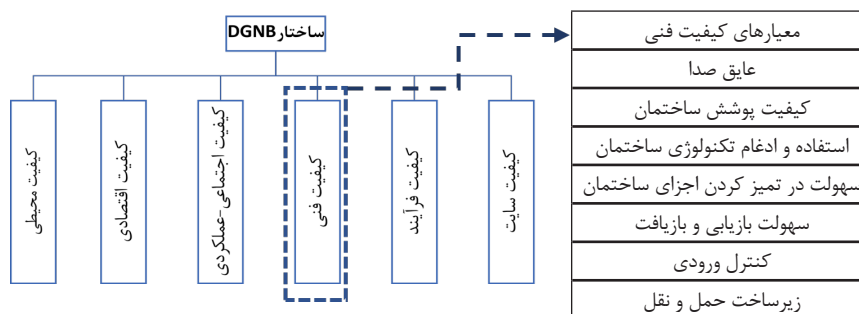 ساختارDGNB
کیفیت سایت
کیفیت فرآیند
کیفیت فنی
کیفیت اجتماعی-عملکردی
کیفیت اقتصادی
کیفیت محیطی
معیارهای کیفیت فنی
عایق صدا
کیفیت پوشش ساختمان
استفاده و ادغام تکنولوژی ساختمان
سهولت در تمیز کردن اجزای ساختمان
سهولت بازیابی و بازیافت
کنترل ورودی
زیرساخت حمل و نقل